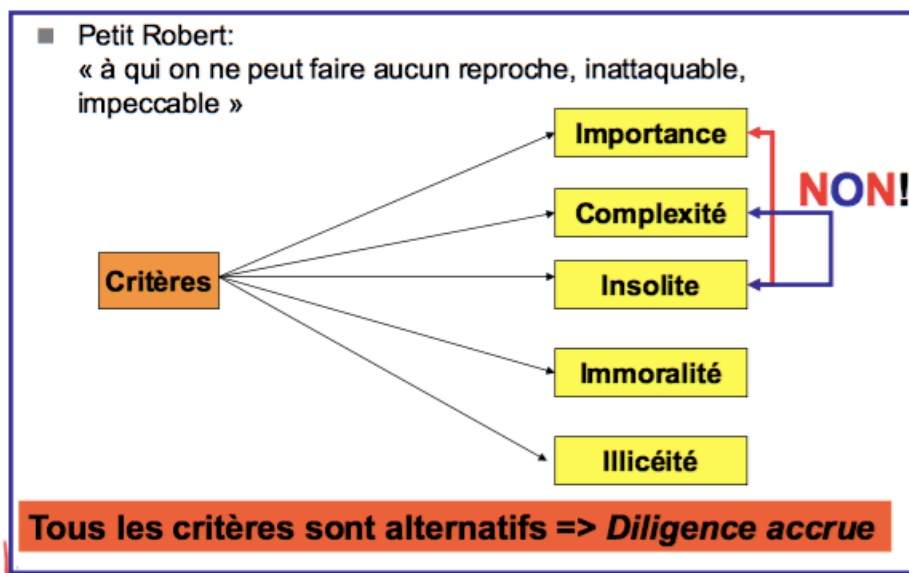 Petit Robert:
« à qui on ne peut faire aucun reproche, inattaquable,
impeccable »
Importance
NON!
Complexité
Critères
Insolite
Immoralité
Illicéité
Tous les critères sont alternatifs => Diligence accrue